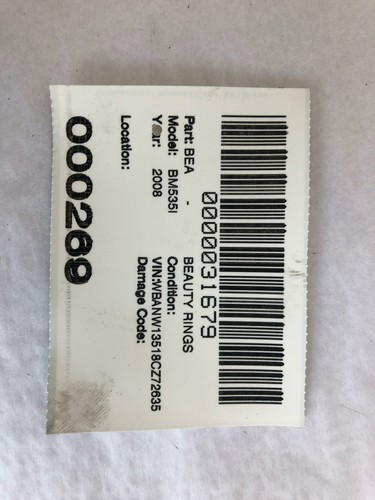 0000031679
Part: BEA - BEAUTY RINGS
Model: BM535I Condition:
Year: 2008 VIN:WBANW13518CZ72635
Damage Code:
Location:
000269